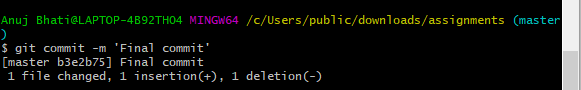 Anuj Bhati@LAPTOP-4B92TH04 MINGW64 /c/Users/public/downloads/assignments (master
)
$ git commit -m 'Final commit'
[master b3e2b75] Final commit
 1 file changed, 1 insertion(+), 1 deletion(-)